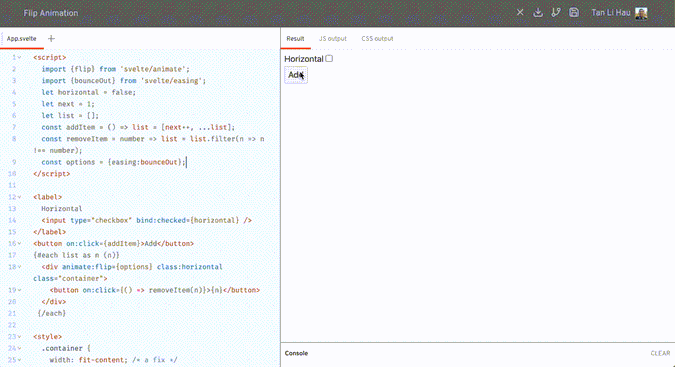 Flip Animation
Tan Li Hau
App.svelte
Result
JS output
CSS output
1 <script>
2 import {flip} from 'svelte/animate';
3 import {bounceOut} from 'svelte/easing';
4 let horizontal = false;
5 let next = 1;
6 let list = [];
7 const addItem = () => list = [next++, ...list];
8 const removeItem = number => list = list.filter(n => n
!== number);
9 const options = {easing:bounceOut};
10 </script>
11
12 <label>
13 Horizontal
14 <input type="checkbox" bind:checked={horizontal} />
15 </label>
16 <button on:click={addItem}>Add</button>
17 {#each list as n (n)}
18 <div animate:flip={options} class:horizontal
class="container">
19 <button on:click={() => removeItem(n)}>{n}</button>
20 </div>
21 {/each}
22
23 <style>
24 .container {
25 width: fit-content; /* a fix */
Horizontal
Add
Console
CLEAR